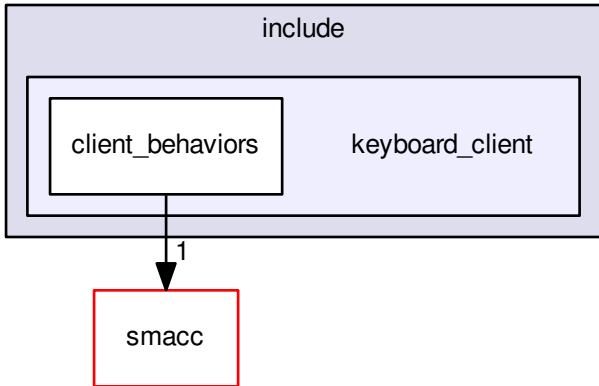 include
client_behaviors
keyboard_client
1
smacc